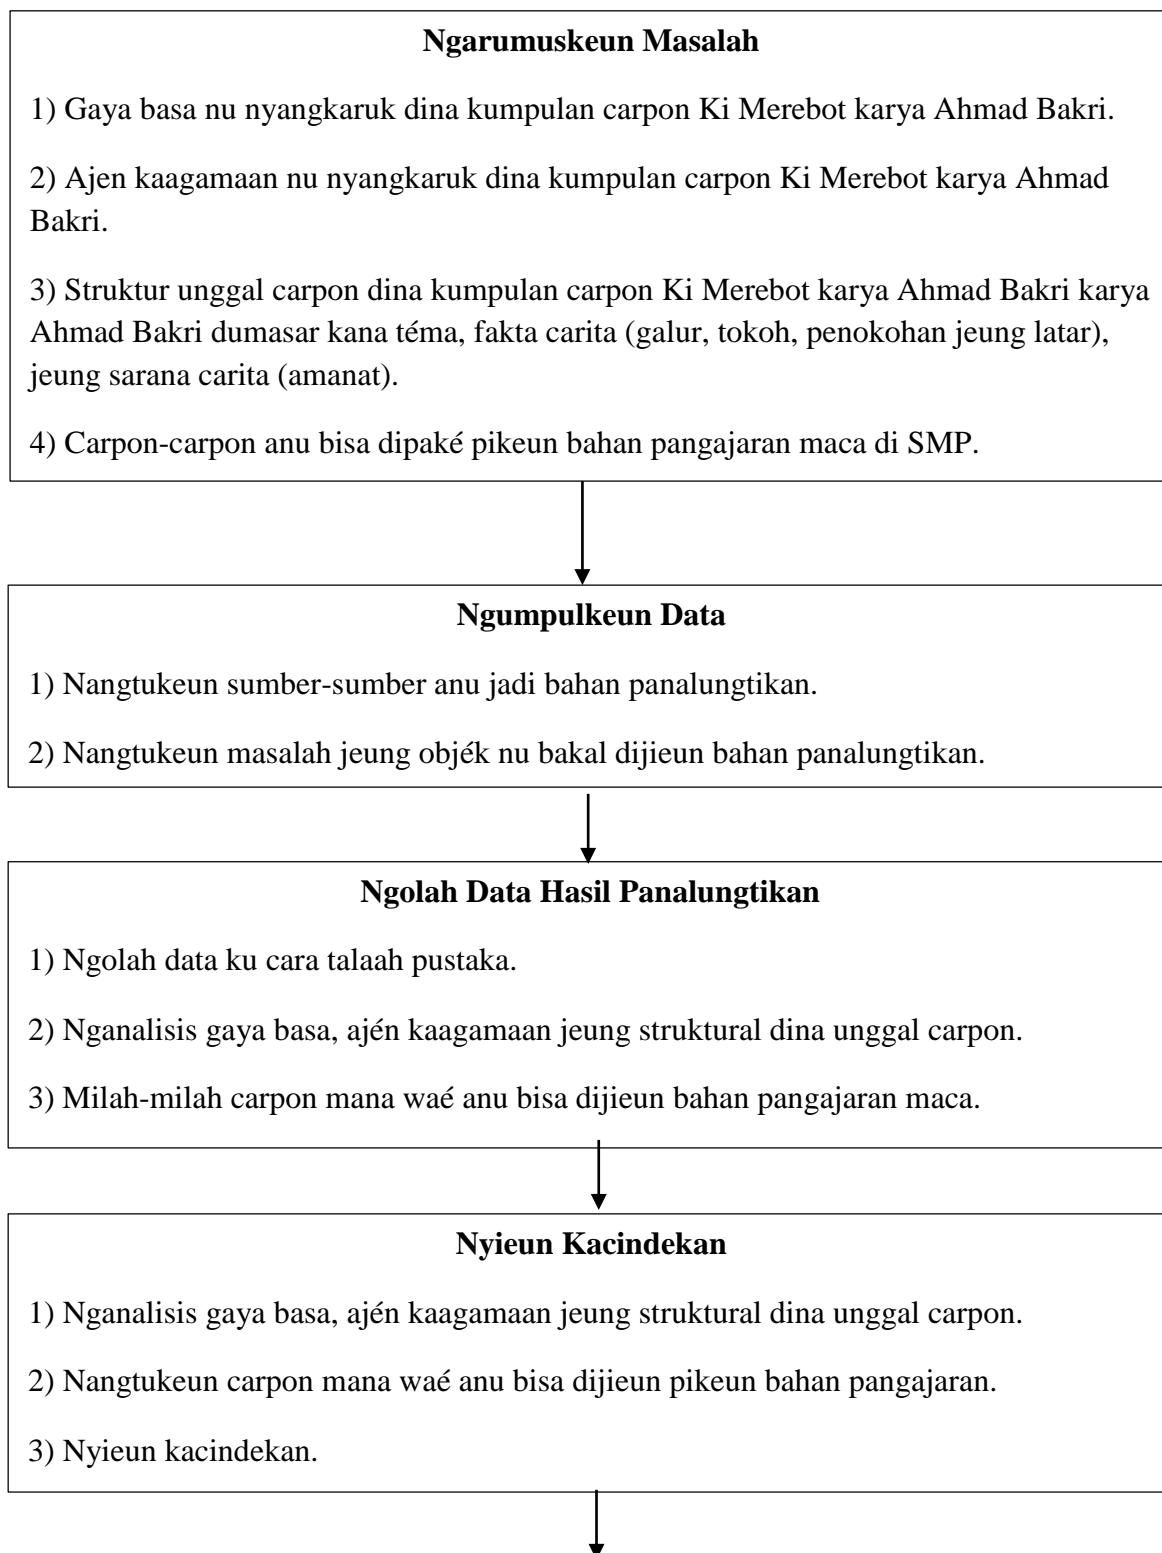 Ngarumuskeun Masalah
1) Gaya basa nu nyangkaruk dina kumpulan carpon Ki Merebot karya Ahmad Bakri.
2) Ajen kaagamaan nu nyangkaruk dina kumpulan carpon Ki Merebot karya Ahmad
Bakri.
3) Struktur unggal carpon dina kumpulan carpon Ki Merebot karya Ahmad Bakri karya
Ahmad Bakri dumasar kana téma, fakta carita (galur, tokoh, penokohan jeung latar),
jeung sarana carita (amanat).
4) Carpon-carpon anu bisa dipaké pikeun bahan pangajaran maca di SMP.
Ngumpulkeun Data
1) Nangtukeun sumber-sumber anu jadi bahan panalungtikan.
2) Nangtukeun masalah jeung objék nu bakal dijieun bahan panalungtikan.
Ngolah Data Hasil Panalungtikan
1) Ngolah data ku cara talaah pustaka.
2) Nganalisis gaya basa, ajén kaagamaan jeung struktural dina unggal carpon.
3) Milah-milah carpon mana waé anu bisa dijieun bahan pangajaran maca.
Nyieun Kacindekan
1) Nganalisis gaya basa, ajén kaagamaan jeung struktural dina unggal carpon.
2) Nangtukeun carpon mana waé anu bisa dijieun pikeun bahan pangajaran.
3) Nyieun kacindekan.